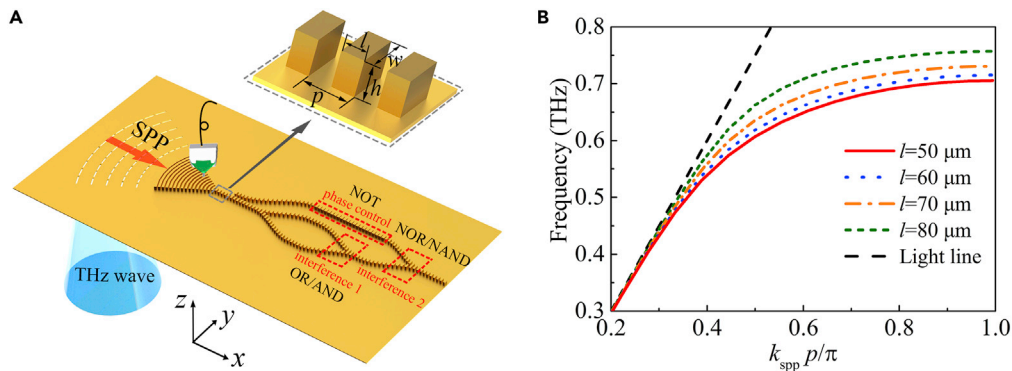 A
l
w
p
h
SPP
NOT
phase control
NOR/NAND
interference 1
interference 2
OR/AND
THz wave
z
y
x
B
Frequency (THz)
0.8
0.7
0.6
0.5
0.4
0.3
l=50 μm
l=60 μm
l=70 μm
l=80 μm
Light line
0.2 0.4 0.6 0.8 1.0
kspp p/π